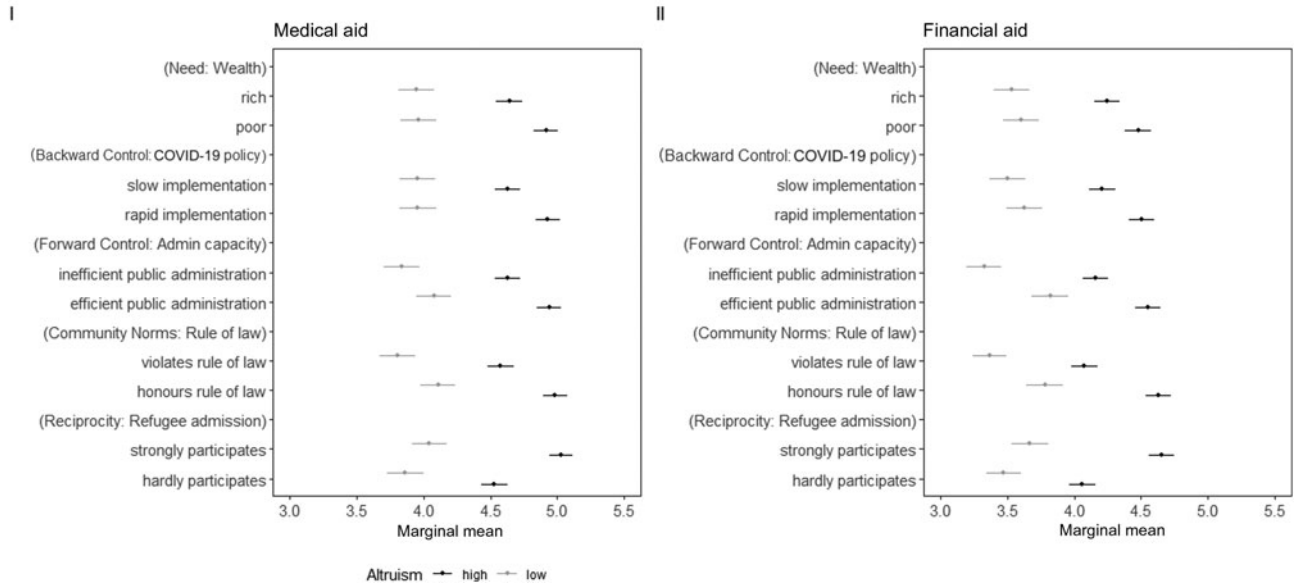 I
Medical aid
(Need: Wealth)
rich
poor
(Backward Control: COVID-19 policy)
slow implementation
rapid implementation
(Forward Control: Admin capacity)
inefficient public administration
efficient public administration
(Community Norms: Rule of law)
violates rule of law
honours rule of law
(Reciprocity: Refugee admission)
strongly participates
hardly participates
3.0 3.5 4.0 4.5 5.0 5.5
Marginal mean
II
Financial aid
(Need: Wealth)
rich
poor
(Backward Control: COVID-19 policy)
slow implementation
rapid implementation
(Forward Control: Admin capacity)
inefficient public administration
efficient public administration
(Community Norms: Rule of law)
violates rule of law
honours rule of law
(Reciprocity: Refugee admission)
strongly participates
hardly participates
3.0 3.5 4.0 4.5 5.0 5.5
Marginal mean
Altruism high low